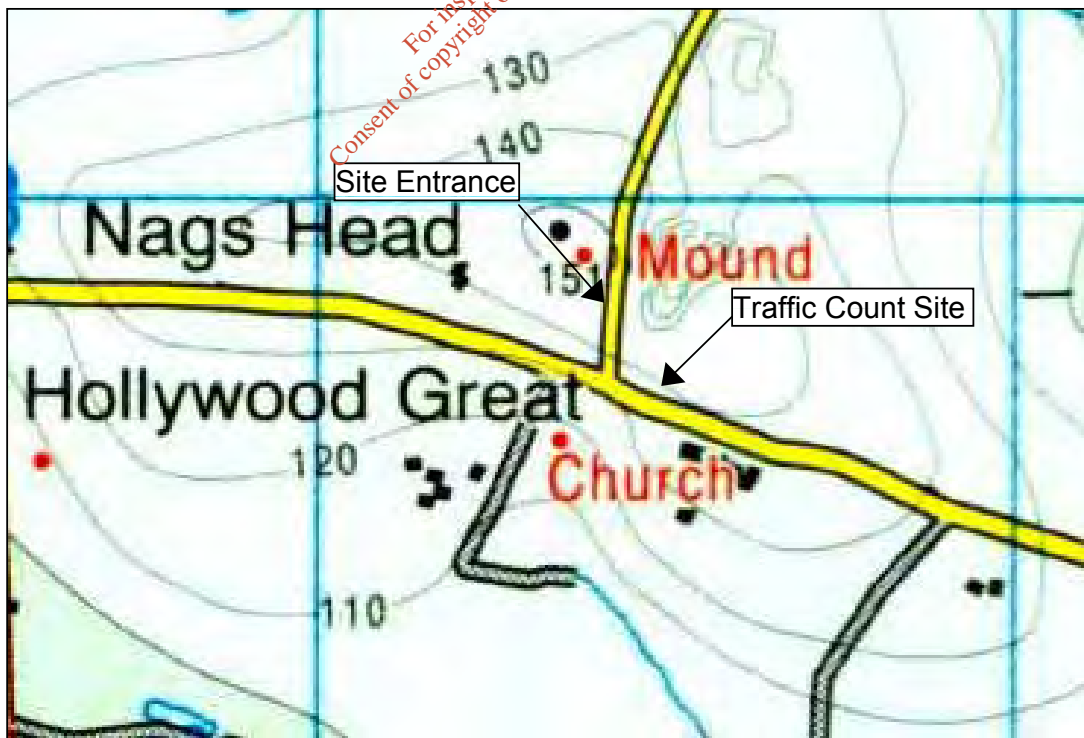 For insp
Consent of copyright o
130
140
Site Entrance
Nags Head
151
Mound
Traffic Count Site
Hollywood Great
120
Church
110